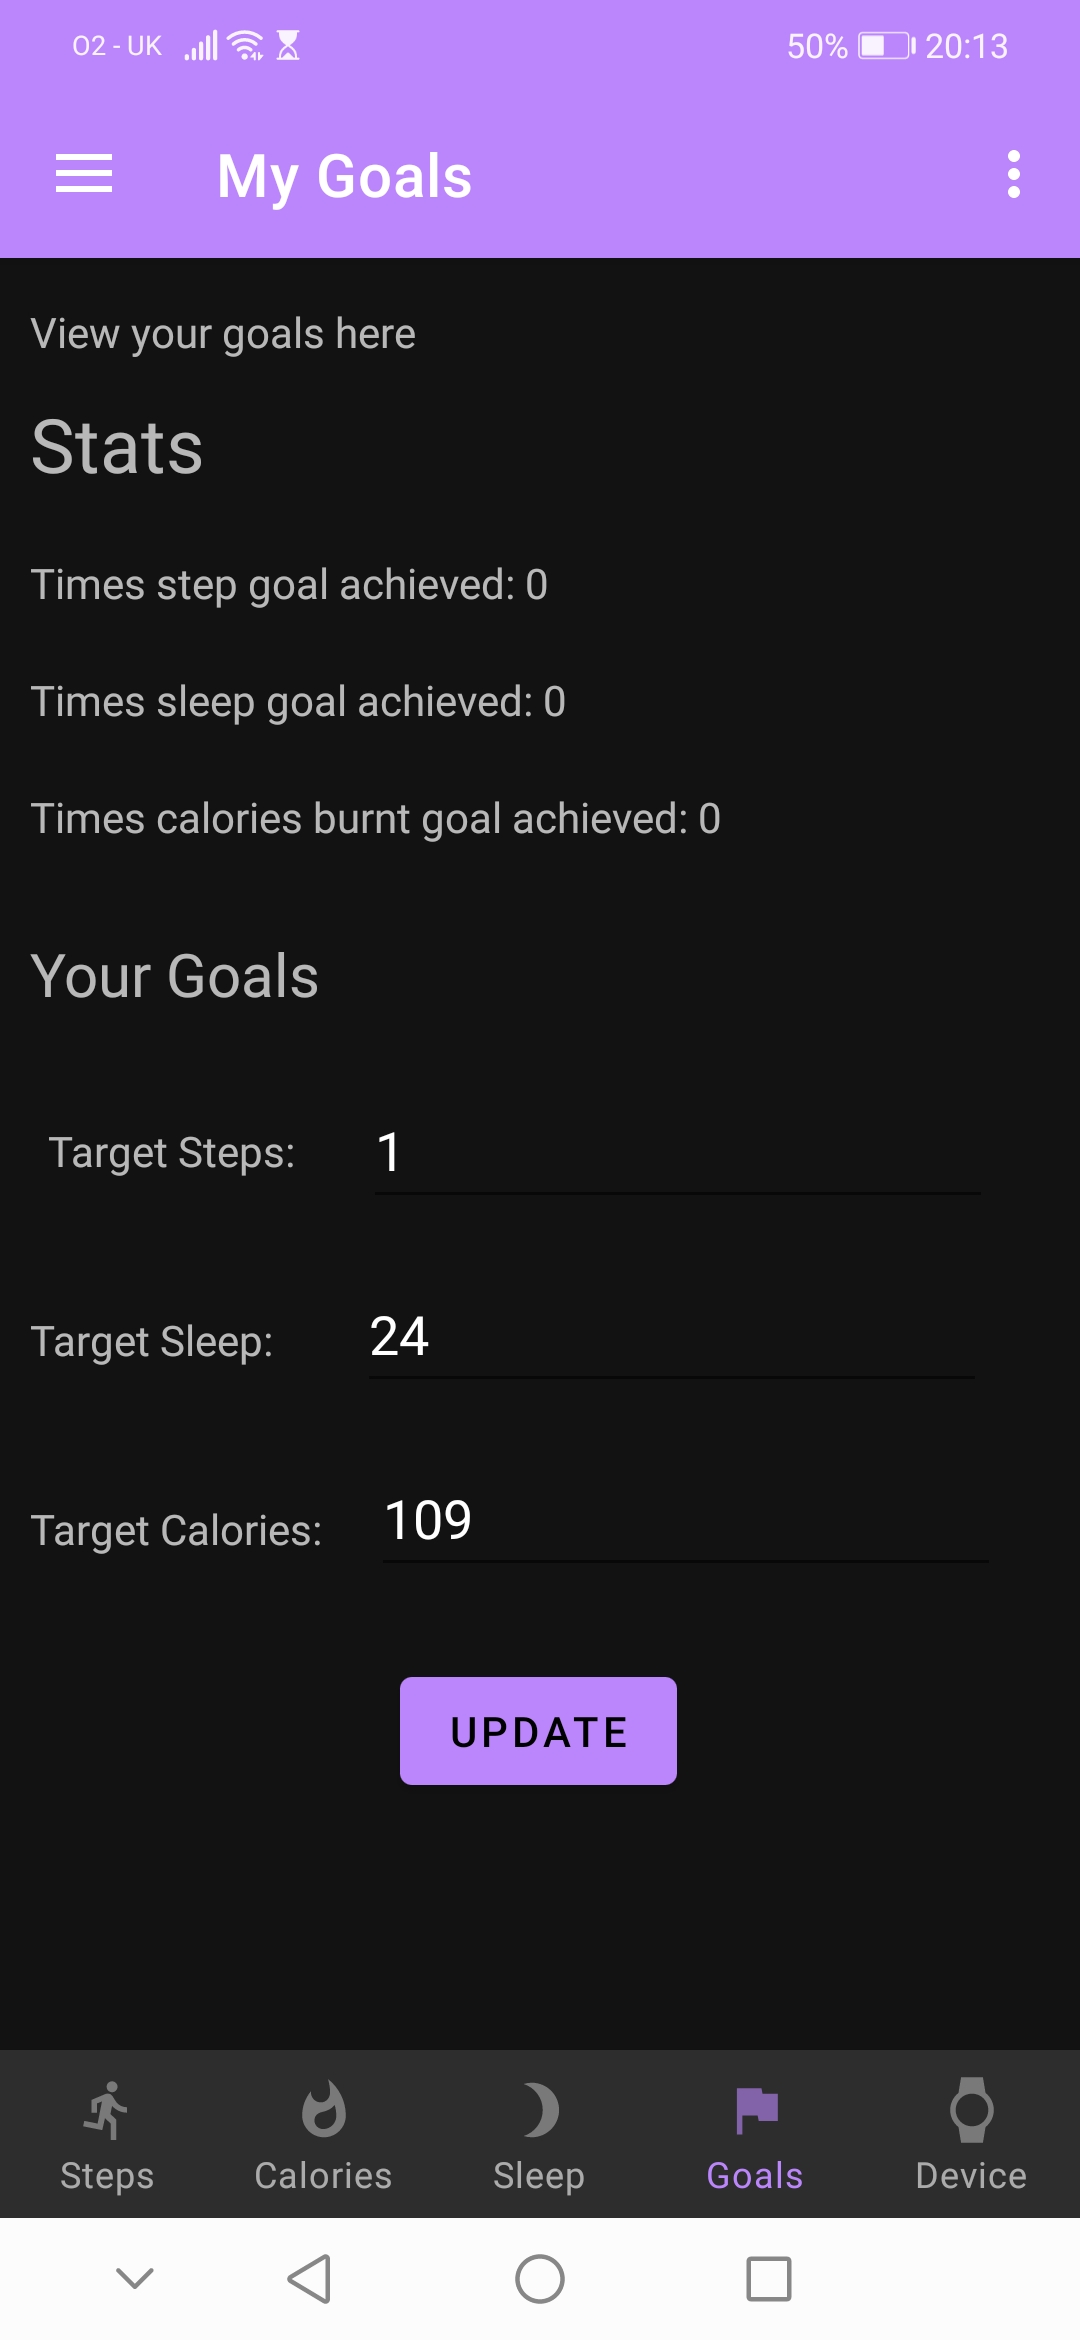 O2 - UK 50% 20:13
My Goals
View your goals here
Stats
Times step goal achieved: 0
Times sleep goal achieved: 0
Times calories burnt goal achieved: 0
Your Goals
Target Steps: 1
Target Sleep: 24
Target Calories: 109
UPDATE
Steps Calories Sleep Goals Device